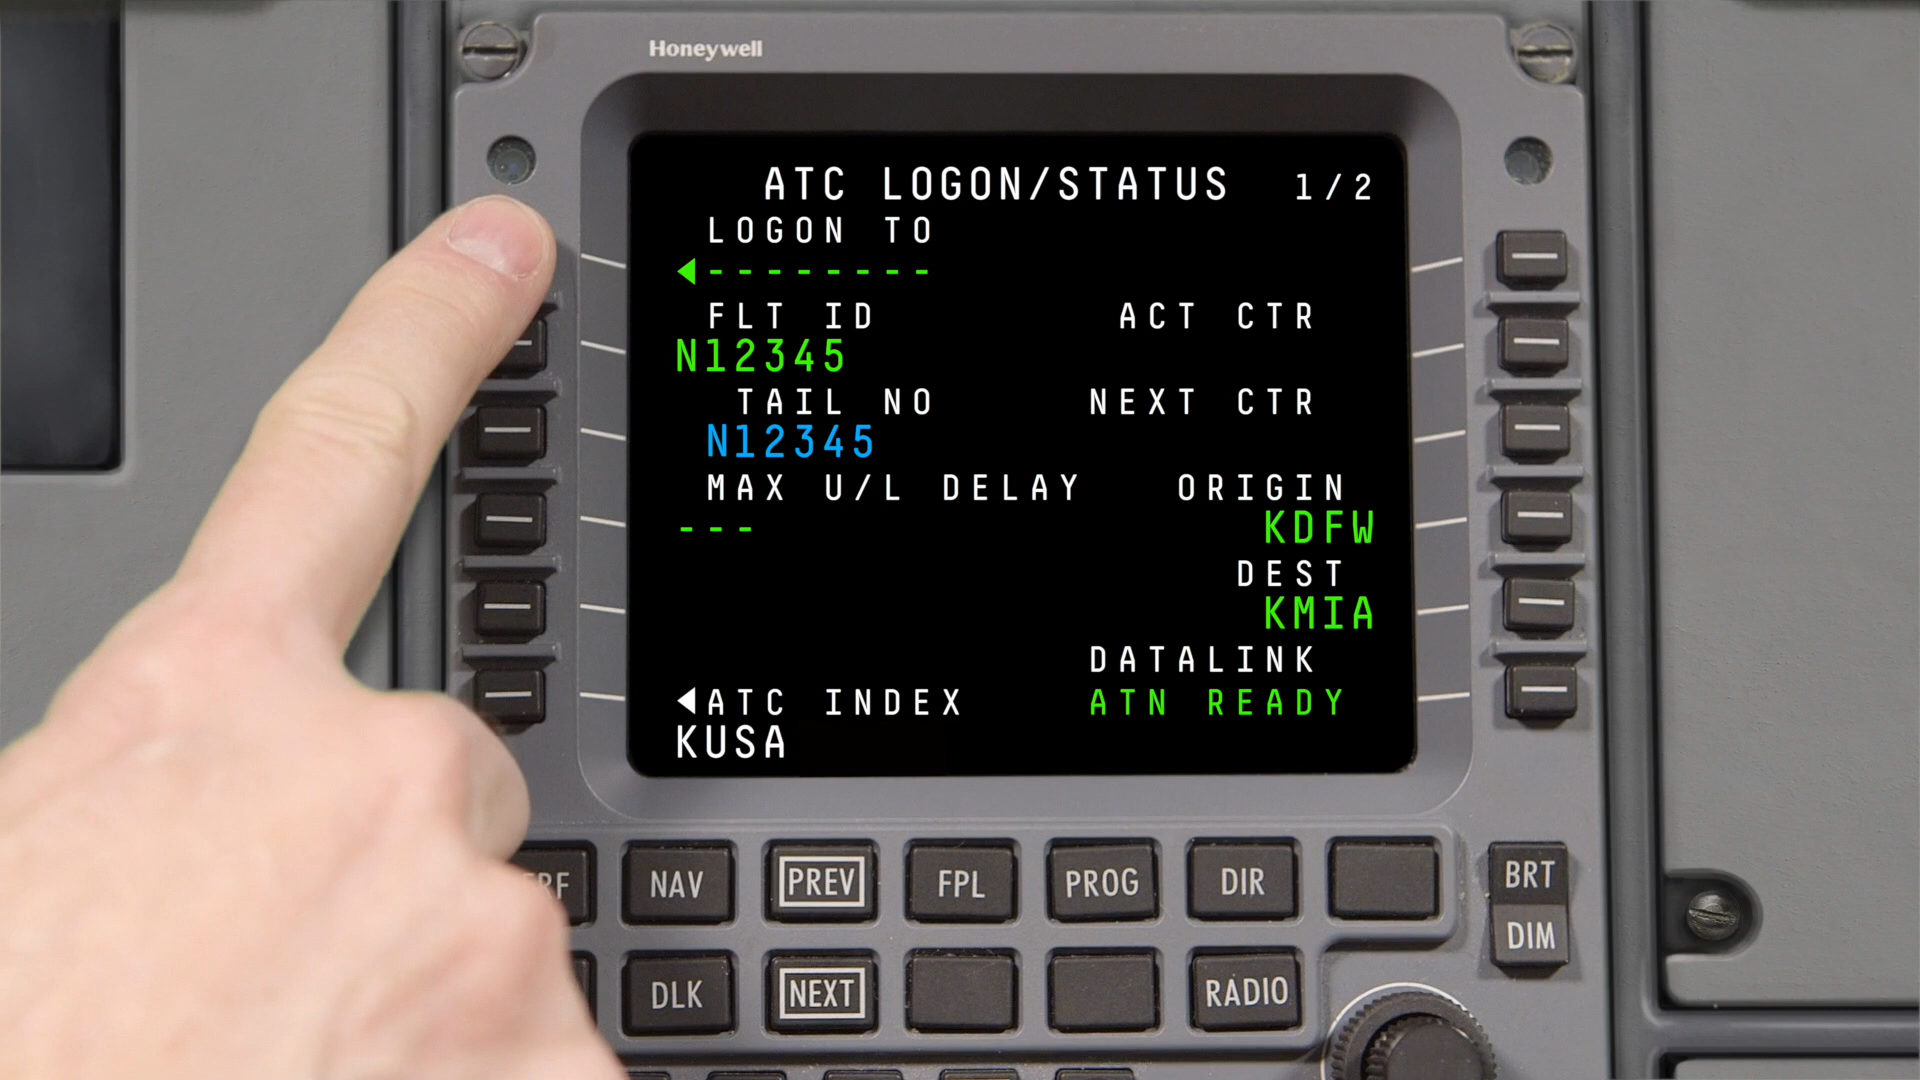 Honeywell
ATC LOGON/STATUS 1/2
LOGON TO
--------
FLT ID ACT CTR
N12345
TAIL NO NEXT CTR
N12345
MAX U/L DELAY ORIGIN
--- KDFW
DEST
KMIA
DATALINK
ATC INDEX ATN READY
KUSA
NAV PREV FPL PROG DIR BRT
DIM
DLK NEXT RADIO